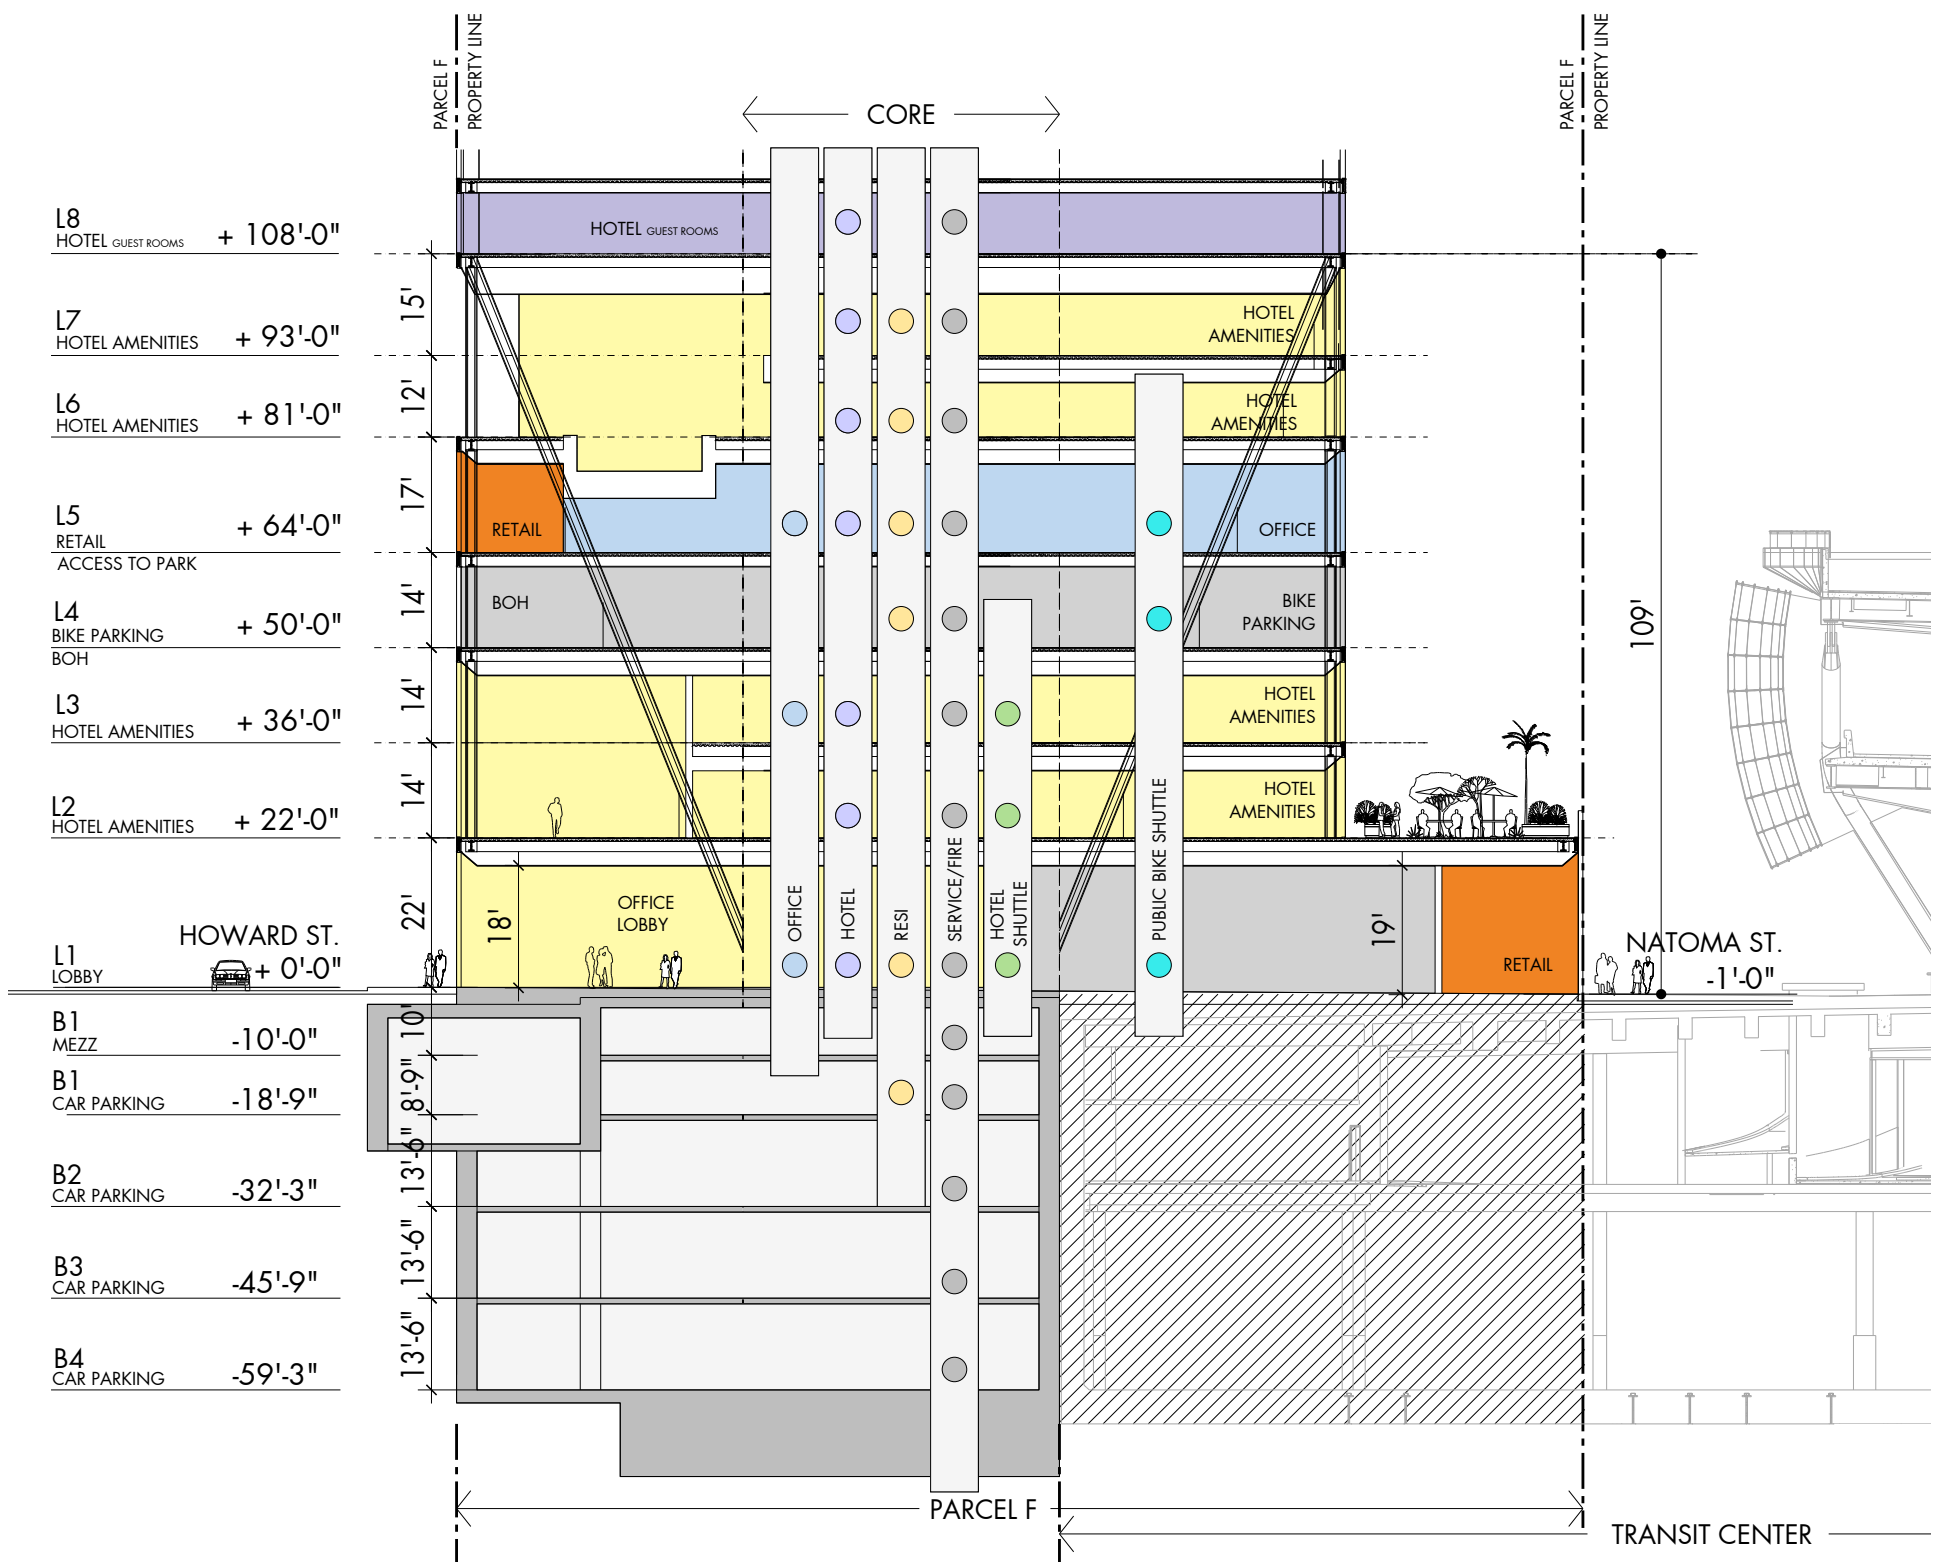 PARCEL F
PROPERTY LINE
PARCEL F
PROPERTY LINE
CORE
L8
HOTEL GUEST ROOMS
+ 108'-0"
HOTEL GUEST ROOMS
15'
L7
HOTEL AMENITIES
+ 93'-0"
HOTEL
AMENITIES
12'
L6
HOTEL AMENITIES
+ 81'-0"
HOTEL
AMENITIES
17'
L5
RETAIL
ACCESS TO PARK
+ 64'-0"
RETAIL
OFFICE
14'
L4
BIKE PARKING
BOH
+ 50'-0"
BOH
BIKE
PARKING
109'
14'
L3
HOTEL AMENITIES
+ 36'-0"
HOTEL
AMENITIES
14'
L2
HOTEL AMENITIES
+ 22'-0"
HOTEL
AMENITIES
22'
18'
OFFICE
LOBBY
OFFICE
HOTEL
RESI
SERVICE/FIRE
HOTEL
SHUTTLE
PUBLIC BIKE SHUTTLE
19'
RETAIL
HOWARD ST.
L1
LOBBY
+ 0'-0"
NATOMA ST.
-1'-0"
10'
B1
MEZZ
-10'-0"
8'-9"
B1
CAR PARKING
-18'-9"
13'-6"
B2
CAR PARKING
-32'-3"
13'-6"
B3
CAR PARKING
-45'-9"
13'-6"
B4
CAR PARKING
-59'-3"
PARCEL F
TRANSIT CENTER